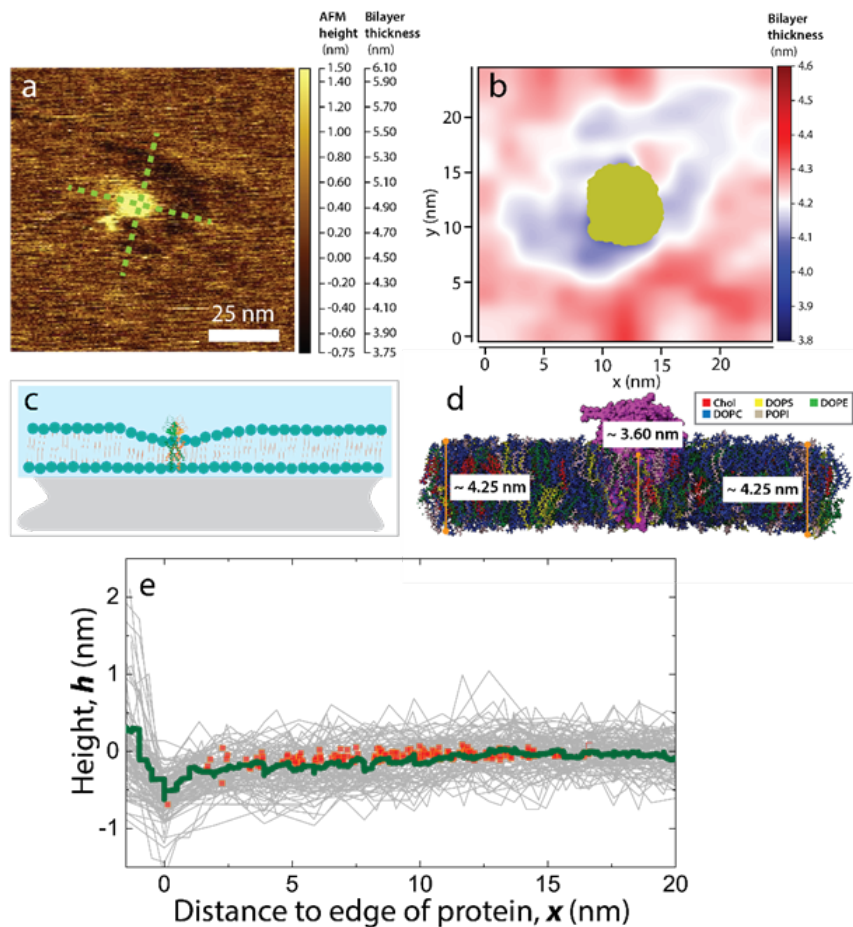 AFM Bilayer
height thickness
(nm) (nm)
1.50 6.10
1.40 5.90
1.20 5.70
1.00 5.50
0.80 5.30
0.60 5.10
0.40 4.90
0.20 4.70
0.00 4.50
-0.20 4.30
-0.40 4.10
-0.60 3.90
-0.75 3.75
a
25 nm
b
Bilayer
thickness
(nm)
4.6
4.5
4.4
4.3
4.2
4.1
4.0
3.9
3.8
20
15
10
5
0
y (nm)
0 5 10 15 20
x (nm)
c
d
Chol DOPS DOPE
DOPC POPI
~ 3.60 nm
~ 4.25 nm
~ 4.25 nm
e
2
1
0
-1
Height, h (nm)
0 5 10 15 20
Distance to edge of protein, x (nm)